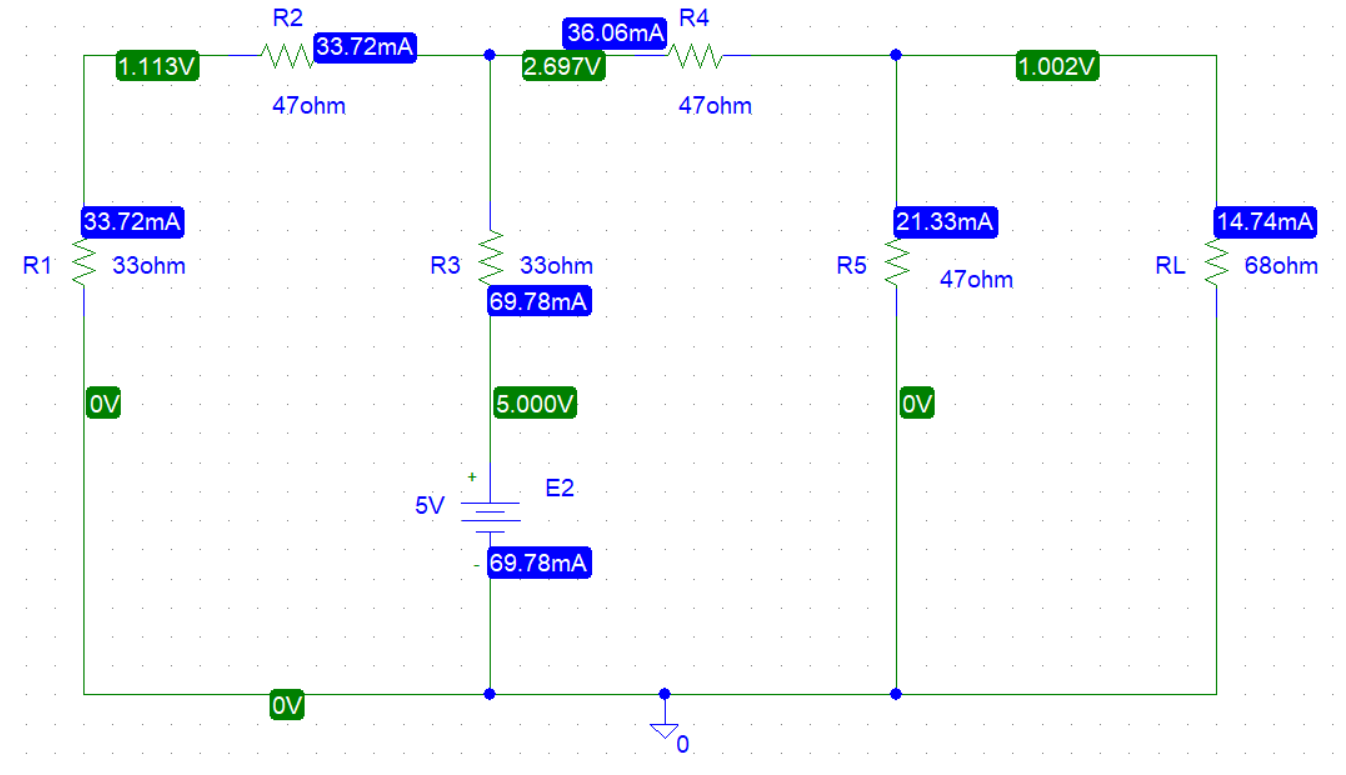 R2
R4
33.72mA
36.06mA
1.113V
2.697V
1.002V
47ohm
47ohm
33.72mA
21.33mA
14.74mA
R1
33ohm
R3
33ohm
R5
47ohm
RL
68ohm
69.78mA
0V
5.000V
0V
+
E2
5V
-
69.78mA
0V
0